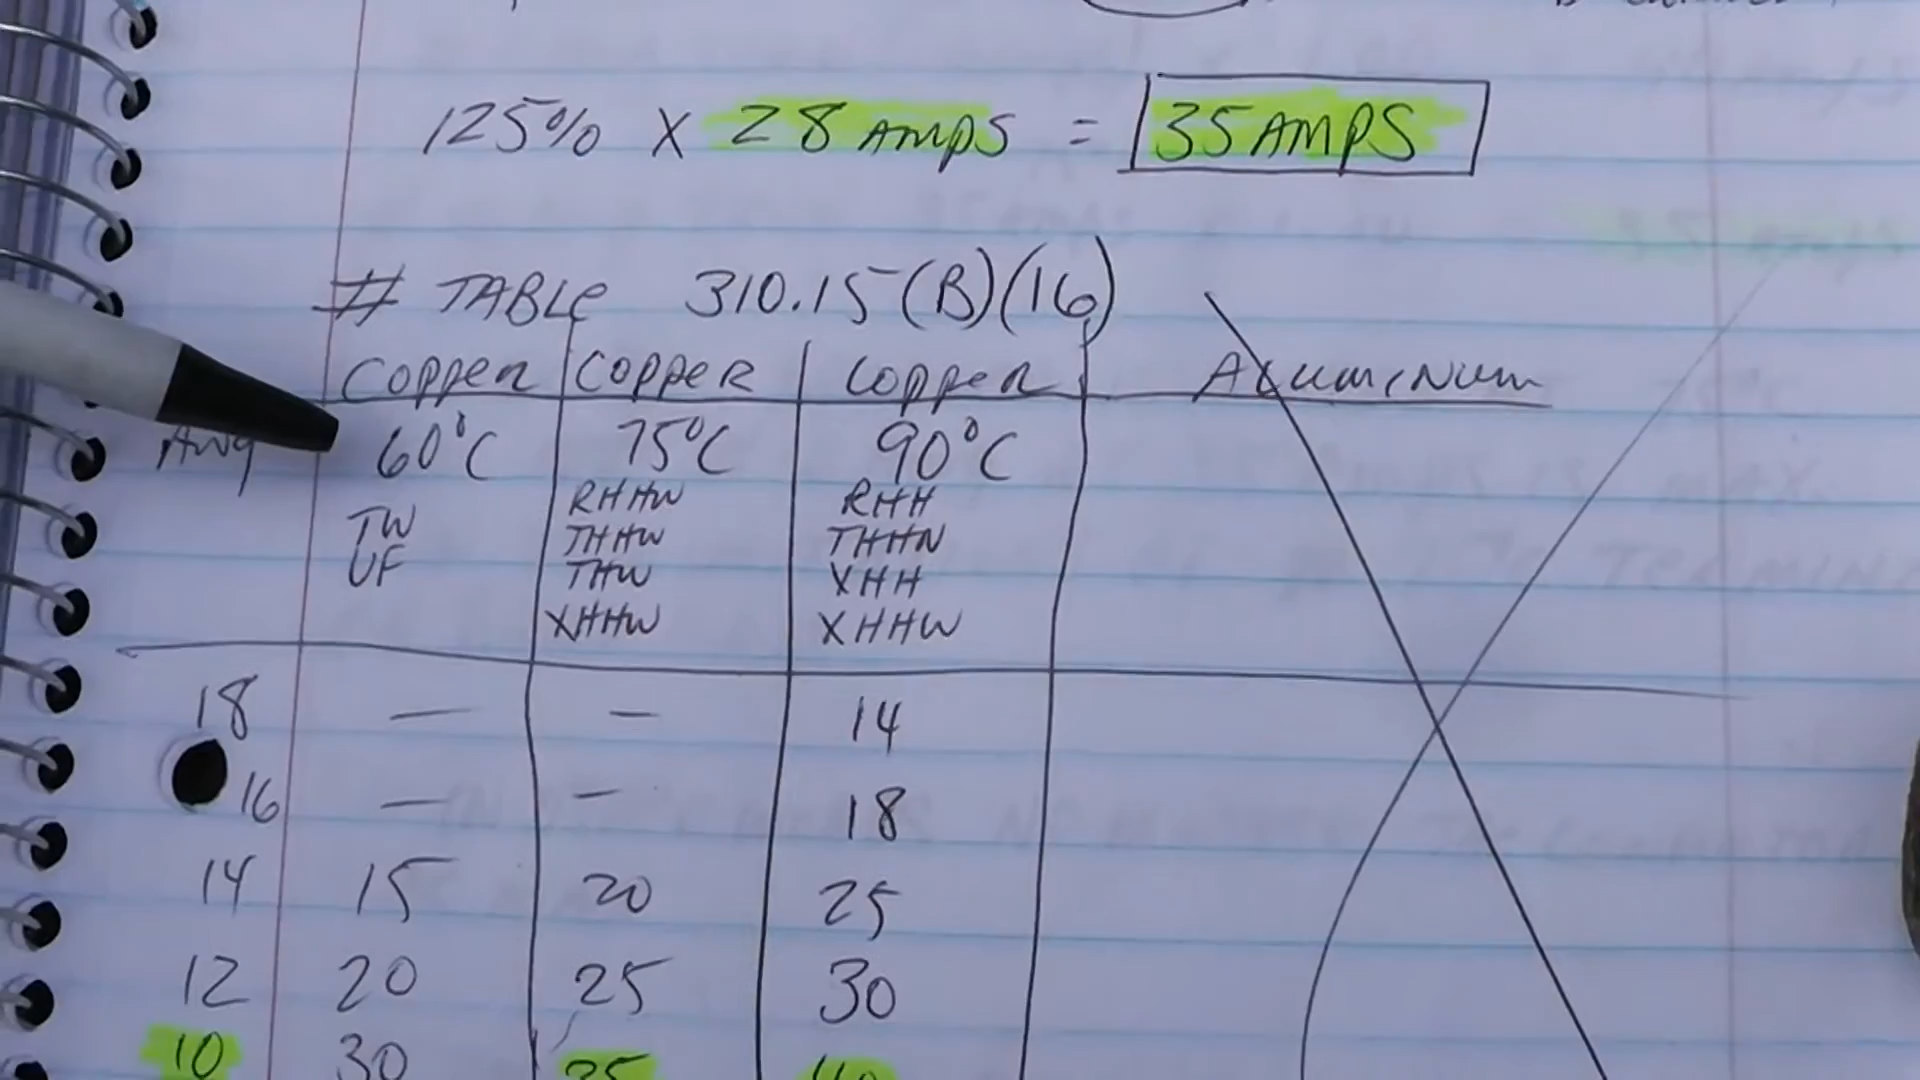 125% X 28 AMPS = 35 AMPS
# TABLE 310.15(B)(16)
COPPER COPPER COPPER ALUMINUM
AWG 60°C 75°C 90°C
TW RHHW RHH
UF THHW THHN
THW XHH
XHHW XHHW
18 — — 14
16 — — 18
14 15 20 25
12 20 25 30
10 30 35 40